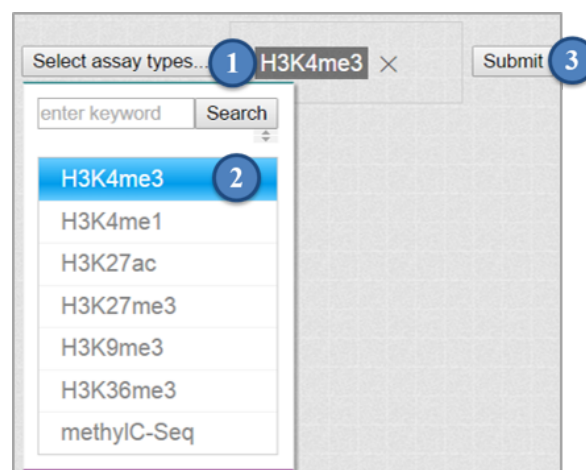 Select assay types... 1 H3K4me3 × Submit 3
enter keyword Search
H3K4me3 2
H3K4me1
H3K27ac
H3K27me3
H3K9me3
H3K36me3
methylC-Seq